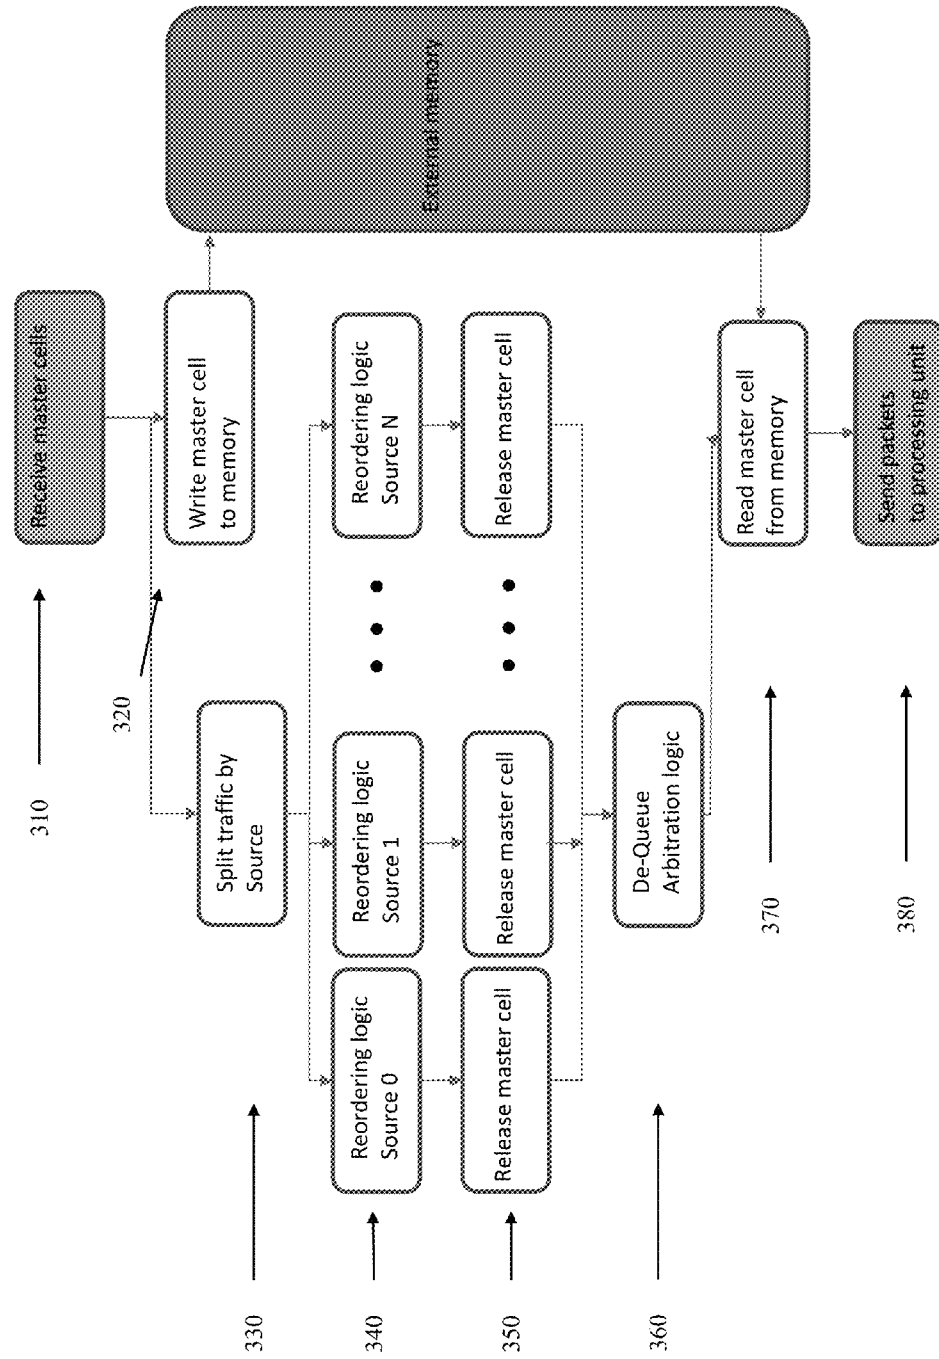 310
Receive master cells
320
Write master cell
to memory
External memory
330
Split traffic by
Source
340
Reordering logic
Source 0
Reordering logic
Source 1
Reordering logic
Source N
350
Release master cell
Release master cell
Release master cell
360
De-Queue
Arbitration logic
370
Read master cell
from memory
380
Send packets
to processing unit